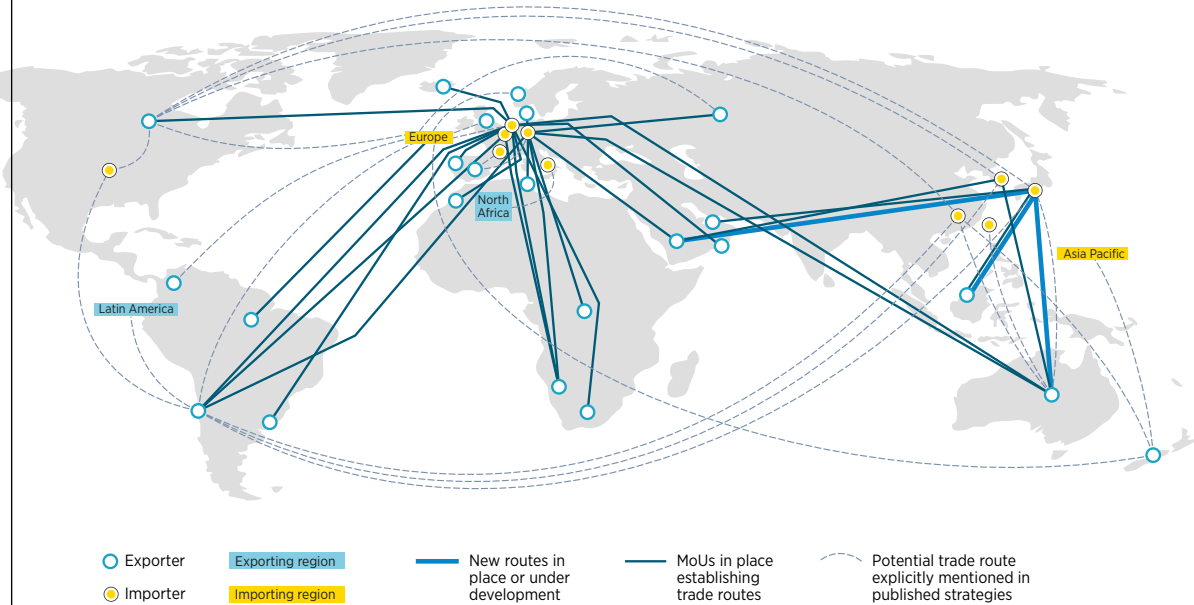 Europe
North
Africa
Asia Pacific
Latin America
Exporter
Exporting region
New routes in
place or under
development
MoUs in place
establishing
trade routes
Potential trade route
explicitly mentioned in
published strategies
Importer
Importing region